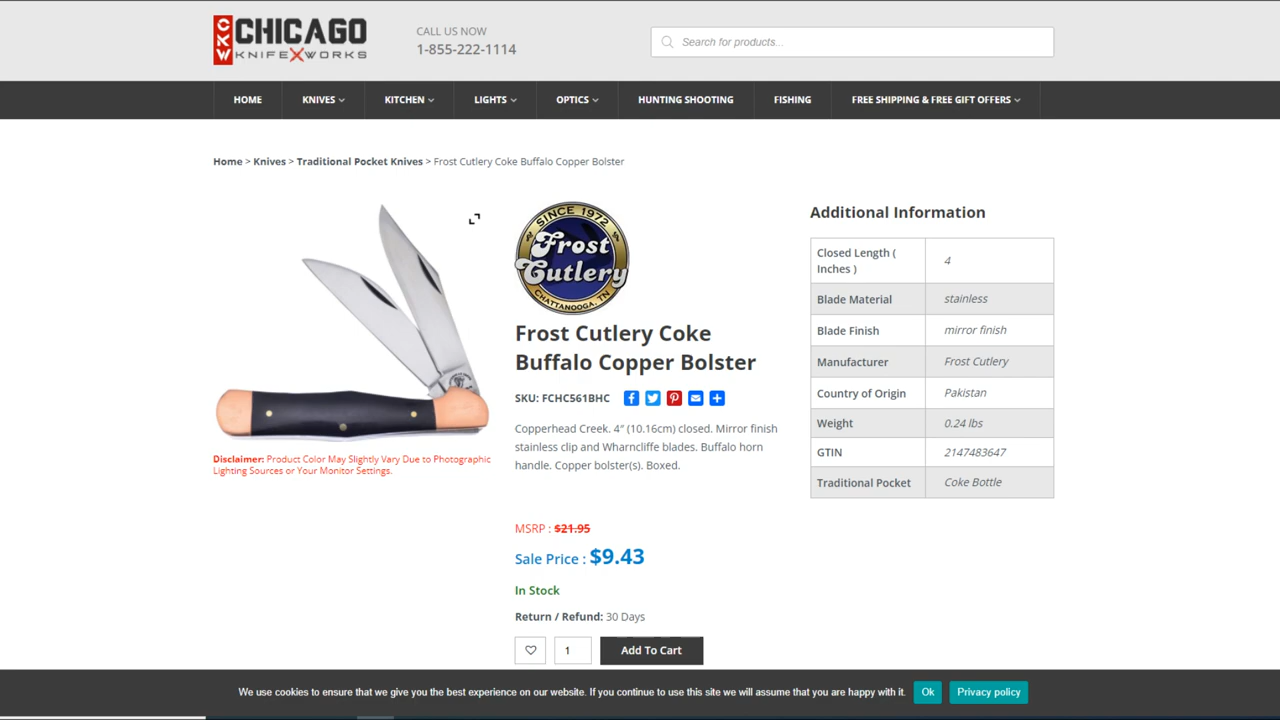 CKW CHICAGO
KNIFEWORKS
CALL US NOW
1-855-222-1114
Search for products...
HOME
KNIVES
KITCHEN
LIGHTS
OPTICS
HUNTING SHOOTING
FISHING
FREE SHIPPING & FREE GIFT OFFERS
Home > Knives > Traditional Pocket Knives > Frost Cutlery Coke Buffalo Copper Bolster
Disclaimer: Product Color May Slightly Vary Due to Photographic
Lighting Sources or Your Monitor Settings.
SINCE 1972
Frost
Cutlery
CHATTANOOGA, TN
Frost Cutlery Coke
Buffalo Copper Bolster
SKU: FCHC561BHC
Copperhead Creek. 4″ (10.16cm) closed. Mirror finish
stainless clip and Wharncliffe blades. Buffalo horn
handle. Copper bolster(s). Boxed.
MSRP : $21.95
Sale Price : $9.43
In Stock
Return / Refund: 30 Days
1
Add To Cart
Additional Information
Closed Length (
Inches )
4
Blade Material
stainless
Blade Finish
mirror finish
Manufacturer
Frost Cutlery
Country of Origin
Pakistan
Weight
0.24 lbs
GTIN
2147483647
Traditional Pocket
Coke Bottle
We use cookies to ensure that we give you the best experience on our website. If you continue to use this site we will assume that you are happy with it.
Ok
Privacy policy